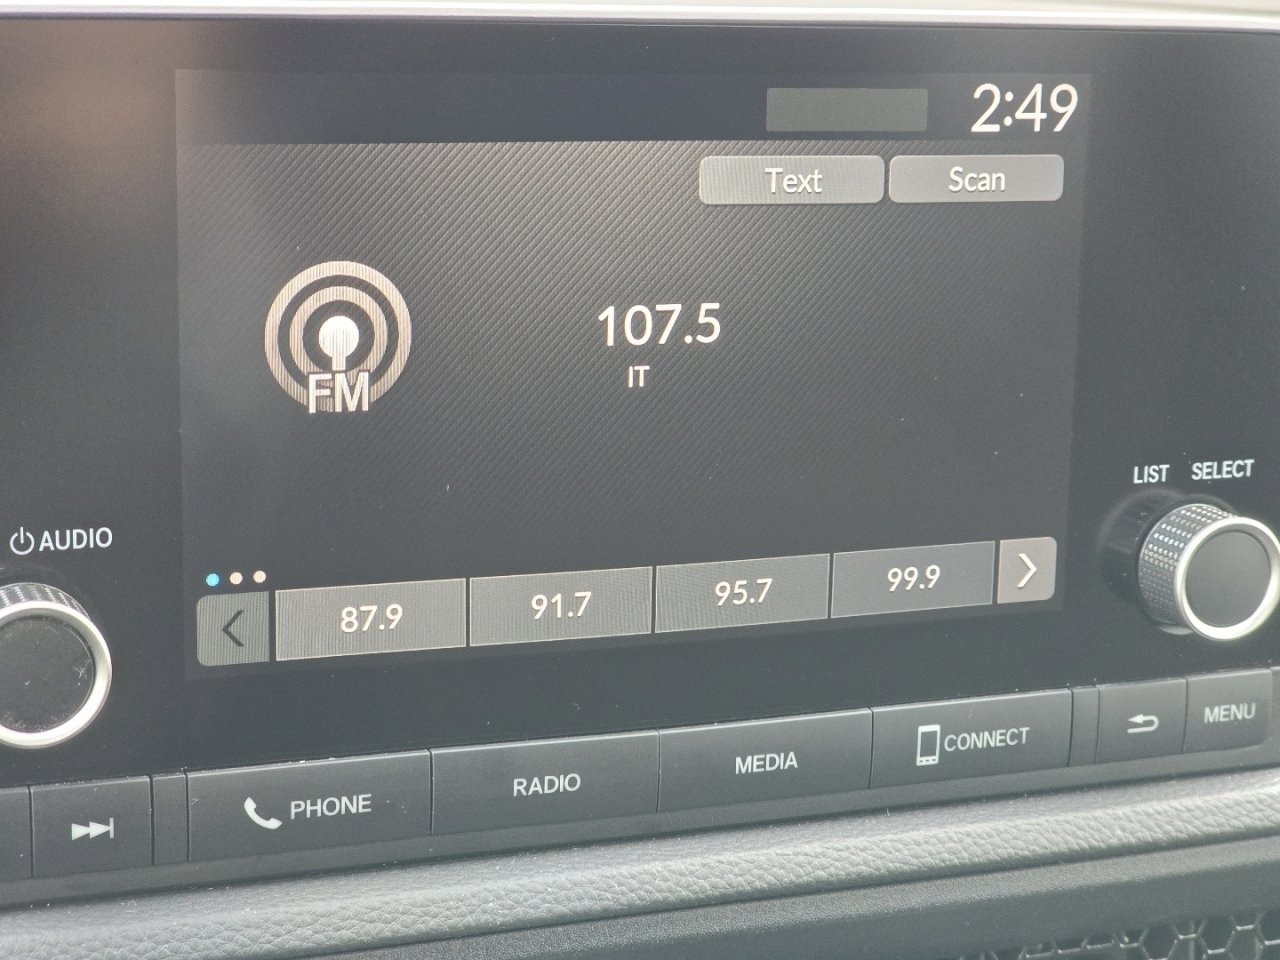 2:49
Text Scan
107.5
IT
FM
LIST SELECT
AUDIO
87.9 91.7 95.7 99.9
PHONE RADIO MEDIA CONNECT MENU